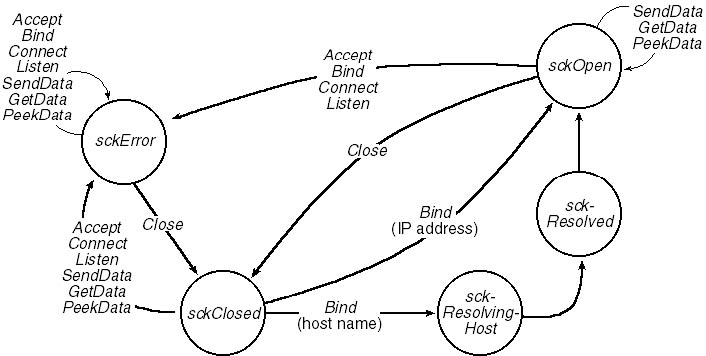 Accept
Bind
Connect
Listen
SendData
GetData
PeekData
sckError
Accept
Bind
Connect
Listen
sckOpen
SendData
GetData
PeekData
Close
Close
Bind
(IP address)
sck-
Resolved
Accept
Connect
Listen
SendData
GetData
PeekData
sckClosed
Bind
(host name)
sck-
Resolving-
Host